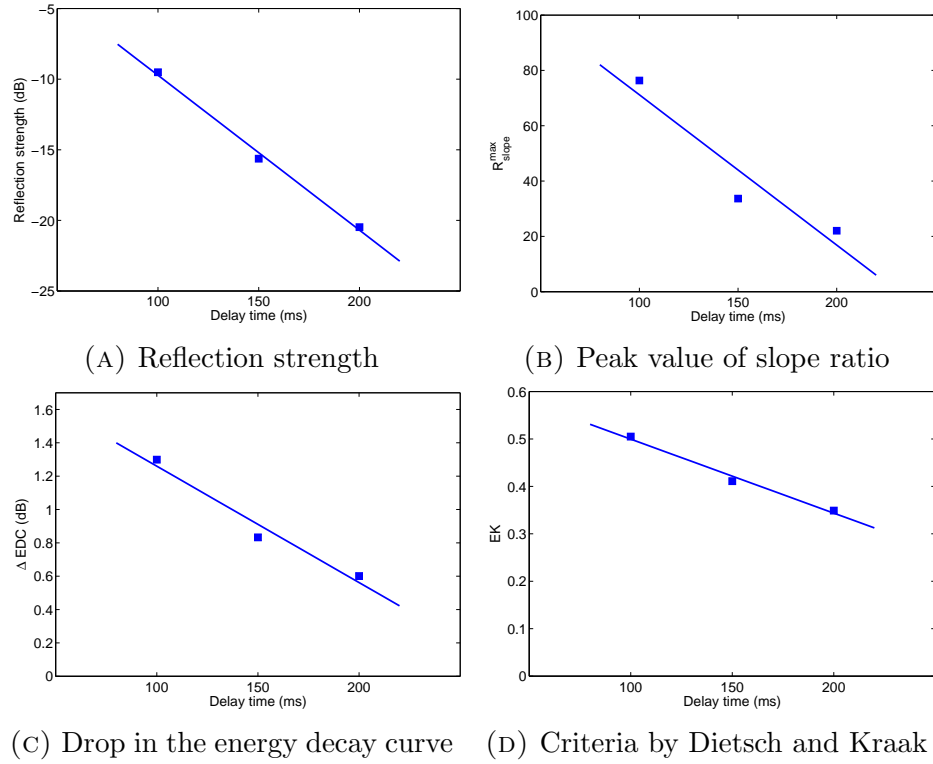 −5
−10
−15
−20
−25
Reflection strength (dB)
100 150 200
Delay time (ms)
(A) Reflection strength
100
80
60
40
20
0
R max slope
100 150 200
Delay time (ms)
(B) Peak value of slope ratio
1.6
1.4
1.2
1
0.8
0.6
0.4
0.2
0
Δ EDC (dB)
100 150 200
Delay time (ms)
(C) Drop in the energy decay curve
0.6
0.5
0.4
0.3
0.2
0.1
0
EK
100 150 200
Delay time (ms)
(D) Criteria by Dietsch and Kraak